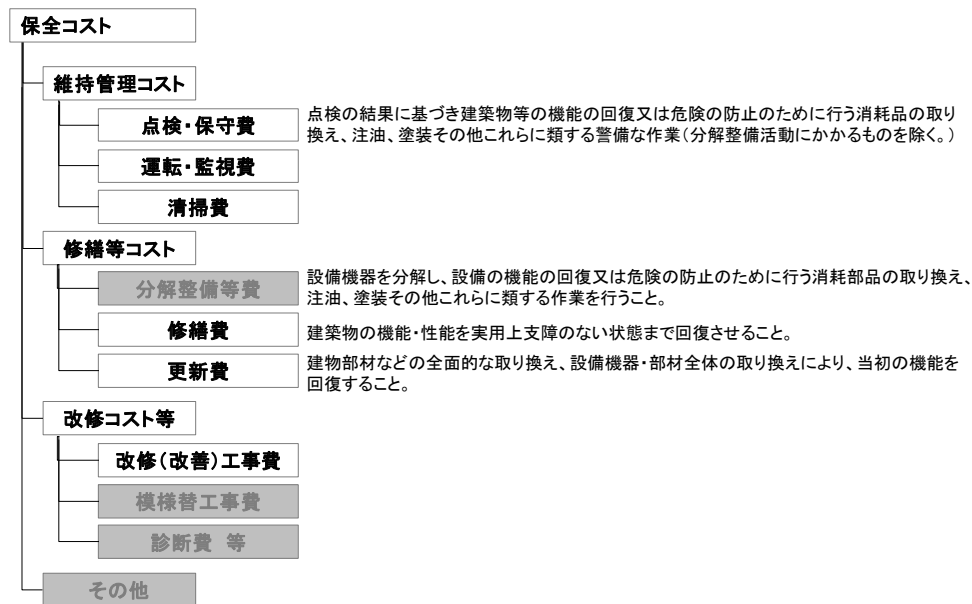 保全コスト
維持管理コスト
点検・保守費
点検の結果に基づき建築物等の機能の回復又は危険の防止のために行う消耗品の取り
換え、注油、塗装その他これらに類する警備な作業(分解整備活動にかかるものを除く。)
運転・監視費
清掃費
修繕等コスト
分解整備等費
設備機器を分解し、設備の機能の回復又は危険の防止のために行う消耗部品の取り換え、
注油、塗装その他これらに類する作業を行うこと。
修繕費
建築物の機能・性能を実用上支障のない状態まで回復させること。
更新費
建物部材などの全面的な取り換え、設備機器・部材全体の取り換えにより、当初の機能を
回復すること。
改修コスト等
改修(改善)工事費
模様替工事費
診断費 等
その他